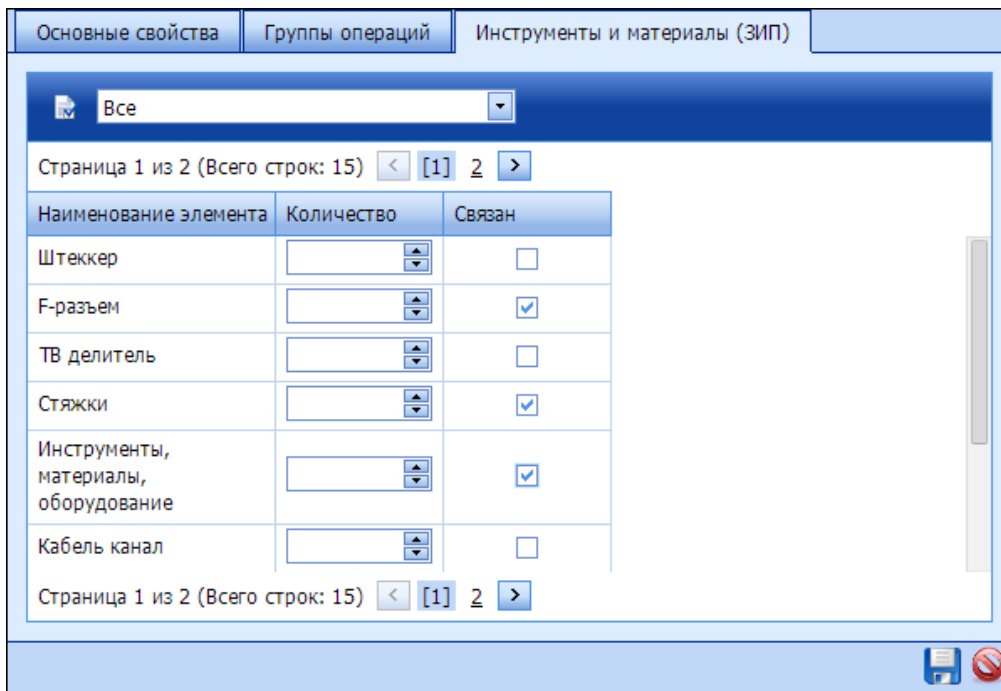 Основные свойства Группы операций Инструменты и материалы (ЗИП)
Все
Страница 1 из 2 (Всего строк: 15) < [1] 2 >
Наименование элемента Количество Связан
Штеккер
F-разъем
ТВ делитель
Стяжки
Инструменты,
материалы,
оборудование
Кабель канал
Страница 1 из 2 (Всего строк: 15) < [1] 2 >